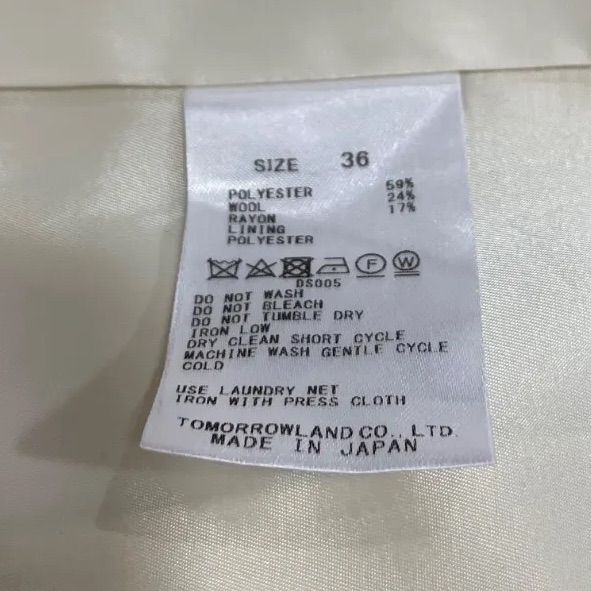 SIZE 36
POLYESTER 59%
WOOL 24%
RAYON 17%
LINING
POLYESTER
F W
DS005
DO NOT WASH
DO NOT BLEACH
DO NOT TUMBLE DRY
IRON LOW
DRY CLEAN SHORT CYCLE
MACHINE WASH GENTLE CYCLE
COLD
USE LAUNDRY NET
IRON WITH PRESS CLOTH
TOMORROWLAND CO., LTD.
MADE IN JAPAN